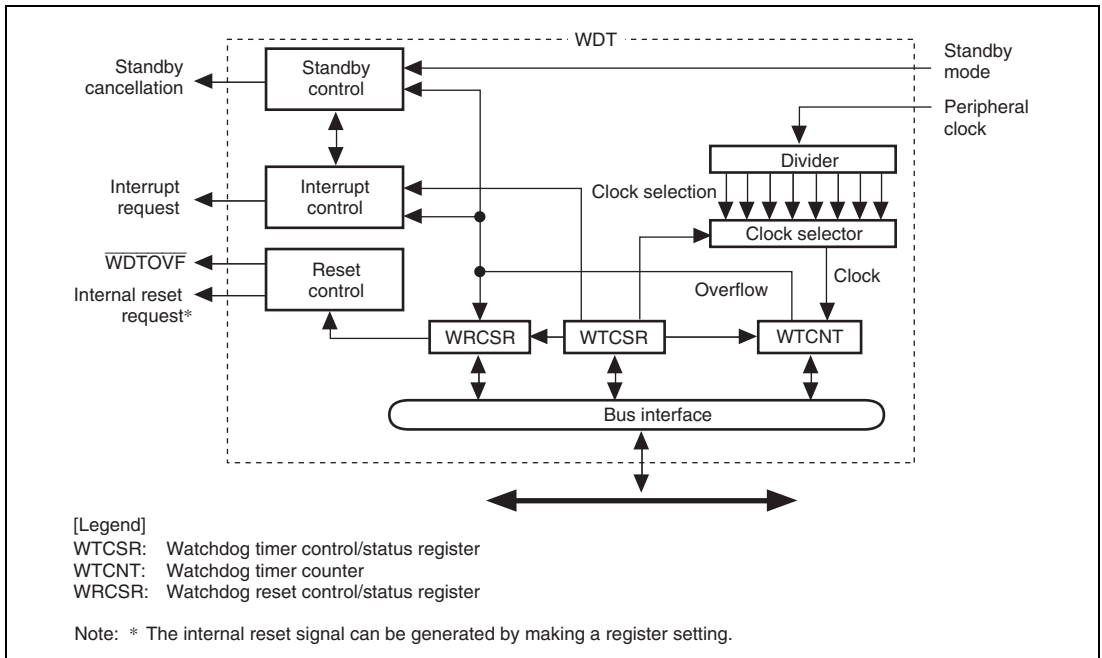 WDT
Standby
cancellation
Standby
control
Standby
mode
Peripheral
clock
Divider
Interrupt
request
Interrupt
control
Clock selection
Clock selector
WDTOVF
Internal reset
request*
Reset
control
Overflow
Clock
WRCSR
WTCSR
WTCNT
Bus interface
[Legend]
WTCSR: Watchdog timer control/status register
WTCNT: Watchdog timer counter
WRCSR: Watchdog reset control/status register
Note: * The internal reset signal can be generated by making a register setting.